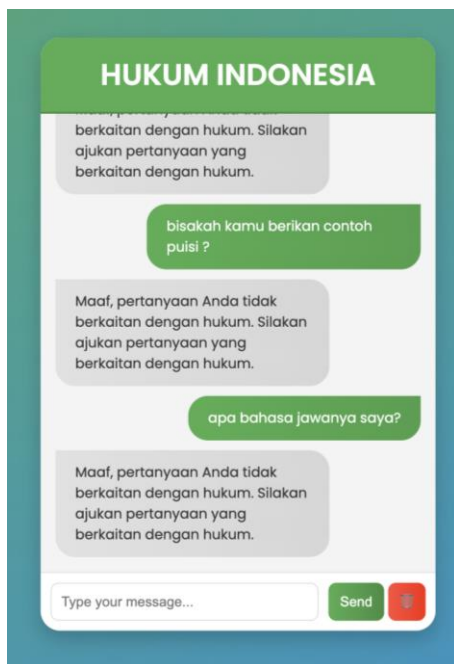 HUKUM INDONESIA
berkaitan dengan hukum. Silakan
ajukan pertanyaan yang
berkaitan dengan hukum.
bisakah kamu berikan contoh
puisi ?
Maaf, pertanyaan Anda tidak
berkaitan dengan hukum. Silakan
ajukan pertanyaan yang
berkaitan dengan hukum.
apa bahasa jawanya saya?
Maaf, pertanyaan Anda tidak
berkaitan dengan hukum. Silakan
ajukan pertanyaan yang
berkaitan dengan hukum.
Type your message...
Send